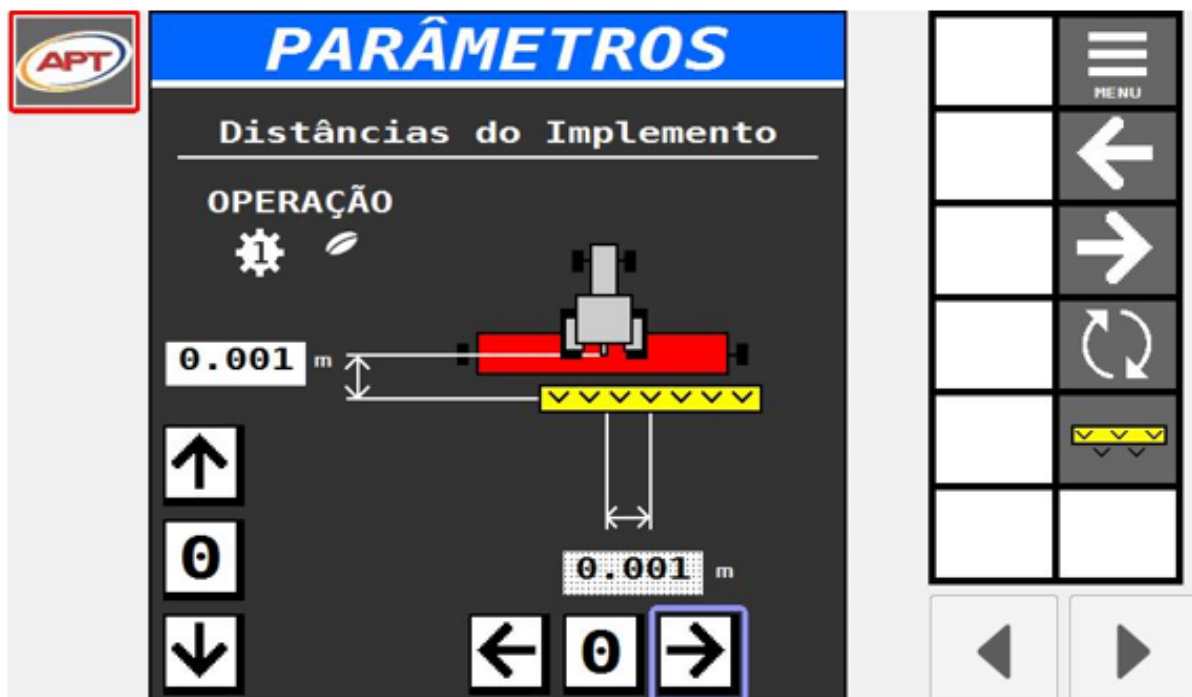 APT
PARÂMETROS
MENU
Distâncias do Implemento
OPERAÇÃO
1
0.001 m
0
0.001 m
0